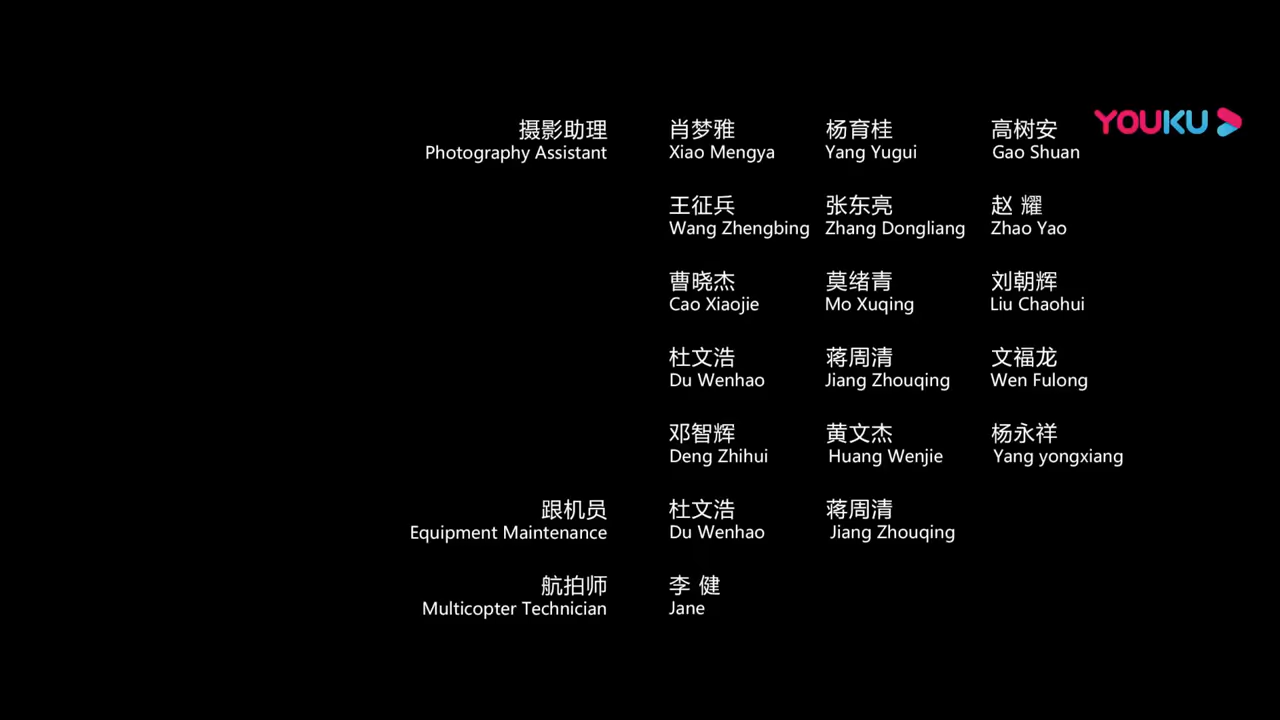 摄影助理 肖梦雅 杨育桂 高树安 YOUKU
Photography Assistant Xiao Mengya Yang Yugui Gao Shuan
王征兵 张东亮 赵 耀
Wang Zhengbing Zhang Dongliang Zhao Yao
曹晓杰 莫绪青 刘朝辉
Cao Xiaojie Mo Xuqing Liu Chaohui
杜文浩 蒋周清 文福龙
Du Wenhao Jiang Zhouqing Wen Fulong
邓智辉 黄文杰 杨永祥
Deng Zhihui Huang Wenjie Yang yongxiang
跟机员 杜文浩 蒋周清
Equipment Maintenance Du Wenhao Jiang Zhouqing
航拍师 李 健
Multicopter Technician Jane